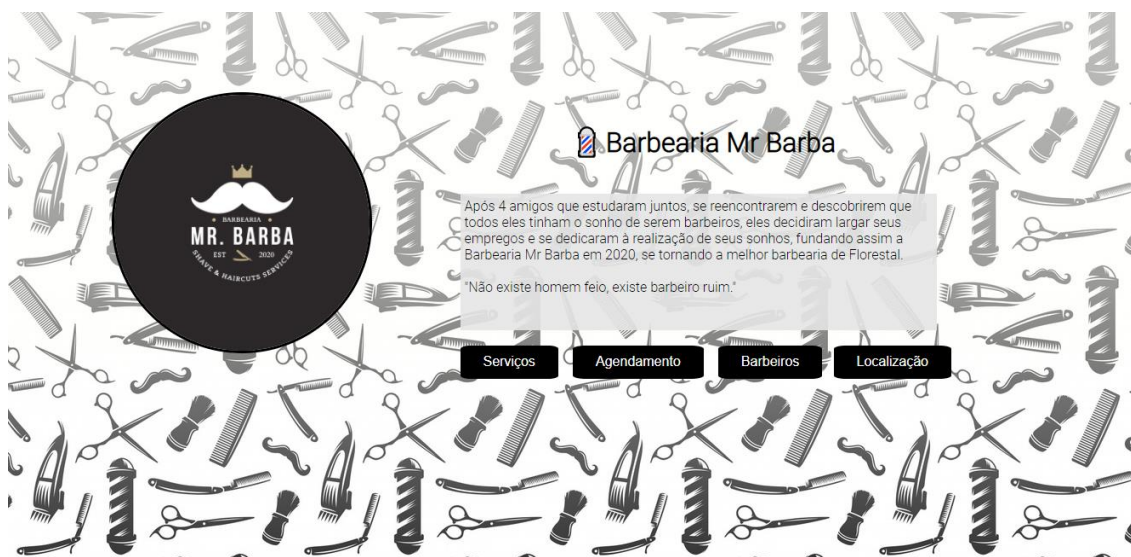 BARBEARIA
MR. BARBA
EST 2020
SHAVE & HAIRCUTS SERVICES
💈 Barbearia Mr Barba
Após 4 amigos que estudaram juntos, se reencontrarem e descobrirem que
todos eles tinham o sonho de serem barbeiros, eles decidiram largar seus
empregos e se dedicaram à realização de seus sonhos, fundando assim a
Barbearia Mr Barba em 2020, se tornando a melhor barbearia de Florestal.
"Não existe homem feio, existe barbeiro ruim."
Serviços Agendamento Barbeiros Localização